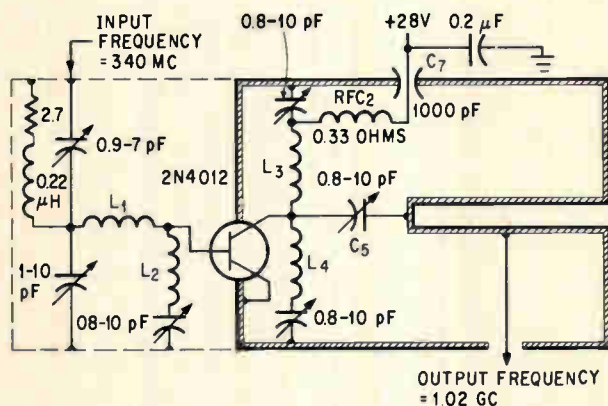 INPUT
FREQUENCY
= 340 MC
0.8-10 pF
+28V
0.2 μF
C7
2.7
0.9-7 pF
RFC2
1000 pF
0.33 OHMS
2N4012
0.22
μH
L1
L3
0.8-10 pF
C5
L2
L4
1-10
pF
08-10 pF
0.8-10 pF
OUTPUT FREQUENCY
= 1.02 GC